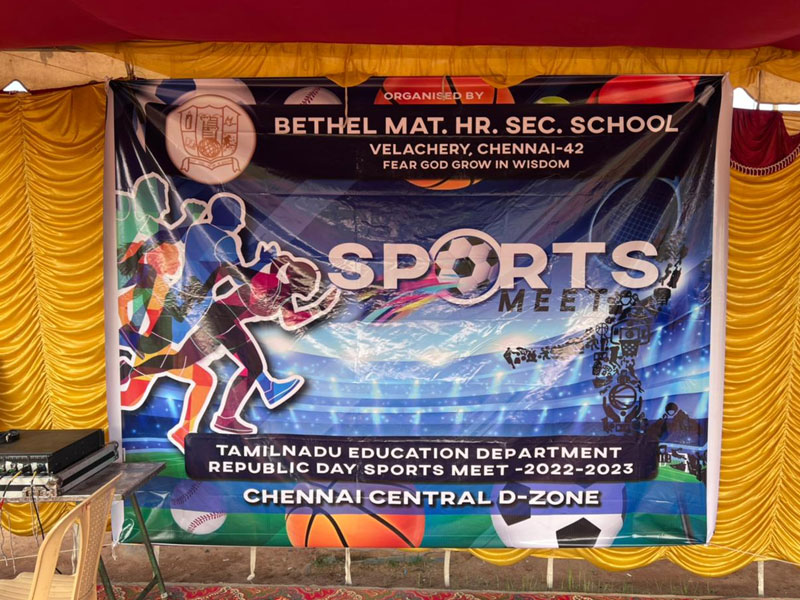 ORGANISED BY
BETHEL MAT. HR. SEC. SCHOOL
VELACHERY, CHENNAI-42
FEAR GOD GROW IN WISDOM
SPORTS
MEET
TAMILNADU EDUCATION DEPARTMENT
REPUBLIC DAY SPORTS MEET -2022-2023
CHENNAI CENTRAL D-ZONE